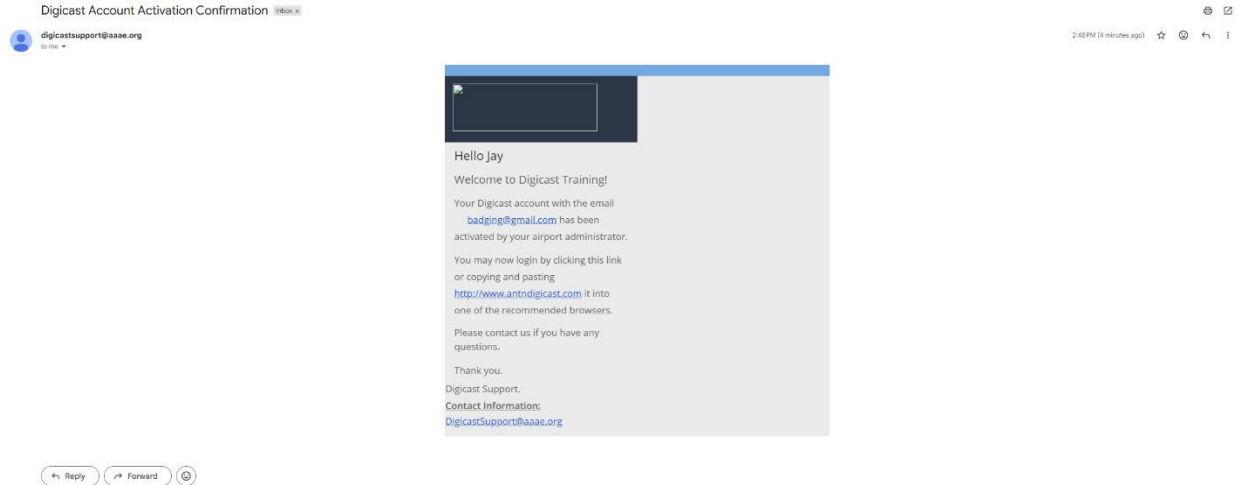 Digicast Account Activation Confirmation Inbox x
digicastsupport@aaae.org
to me
2:48 PM (4 minutes ago)
Hello Jay
Welcome to Digicast Training!
Your Digicast account with the email
badging@gmail.com has been
activated by your airport administrator.
You may now login by clicking this link
or copying and pasting
http://www.antndigicast.com it into
one of the recommended browsers.
Please contact us if you have any
questions.
Thank you.
Digicast Support.
Contact Information:
DigicastSupport@aaae.org
Reply Forward